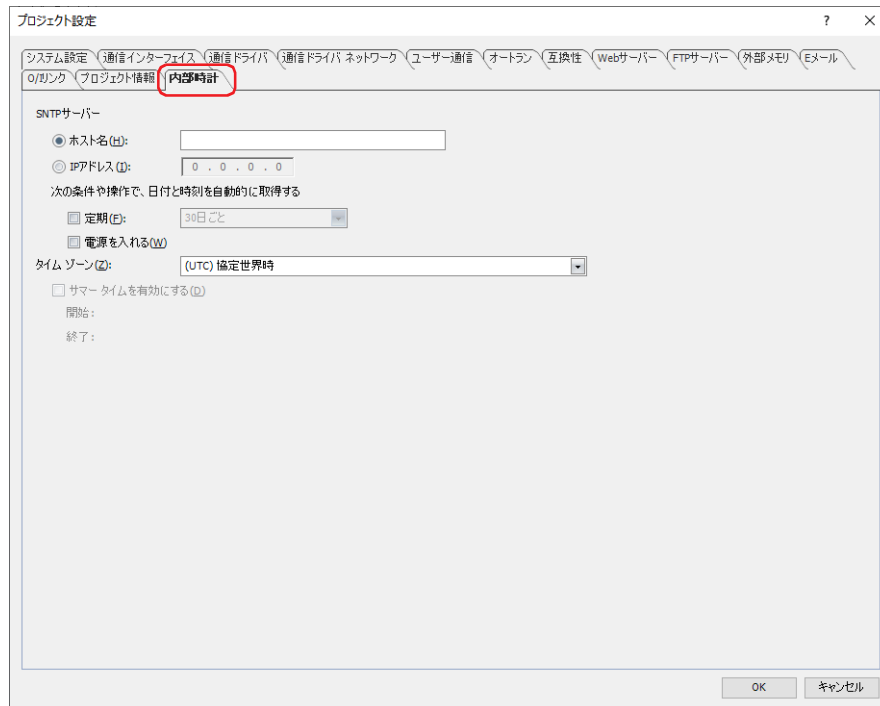 プロジェクト設定 ? ×
システム設定 通信インターフェイス 通信ドライバ 通信ドライバ ネットワーク ユーザー通信 オートラン 互換性 Webサーバー FTPサーバー 外部メモリ Eメール
O/Iリンク プロジェクト情報 内部時計
SNTPサーバー
ホスト名(H):
IPアドレス(I): 0 . 0 . 0 . 0
次の条件や操作で、日付と時刻を自動的に取得する
定期(F): 30日ごと
電源を入れる(W)
タイム ゾーン(Z): (UTC) 協定世界時
サマー タイムを有効にする(D)
開始:
終了:
OK キャンセル